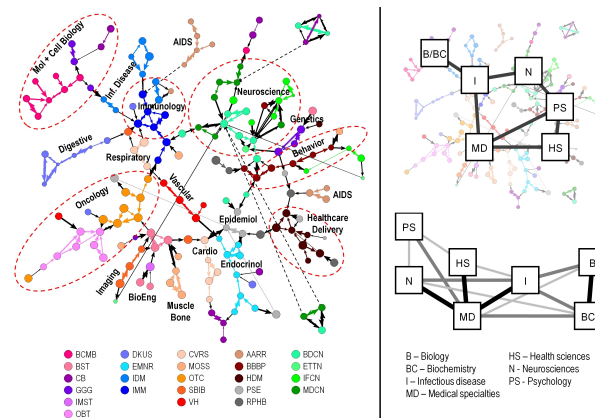 Mol + Cell Biology
Inf. Disease
AIDS
Immunology
Neuroscience
Genetics
Behavior
Digestive
Respiratory
Vascular
Oncology
AIDS
Epidemiol
Healthcare
Delivery
Cardio
Endocrinol
Imaging
BioEng
Muscle
Bone
BCMB
BST
CB
GGG
IMST
OBT
DKUS
EMNR
IDM
IMM
CVRS
MOSS
OTC
SBIB
VH
AARR
BBBP
HDM
PSE
RPHB
BDCN
ETTN
IFCN
MDCN
B/BC
I
N
PS
MD
HS
PS
HS
B
N
I
MD
BC
B – Biology
BC – Biochemistry
I – Infectious disease
MD – Medical specialties
HS – Health sciences
N - Neurosciences
PS - Psychology